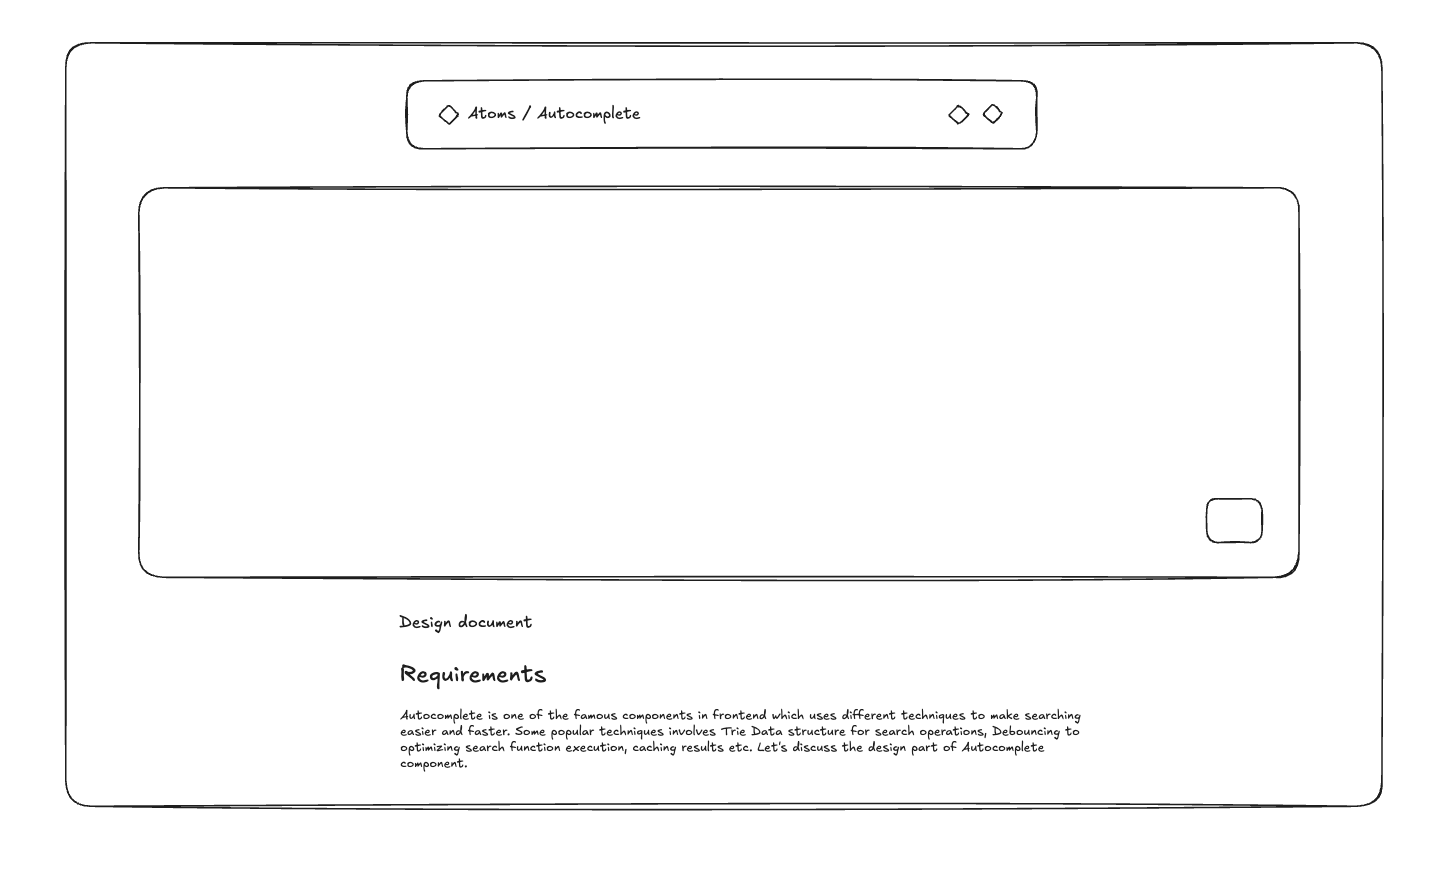 Atoms / Autocomplete
Design document
Requirements
Autocomplete is one of the famous components in frontend which uses different techniques to make searching
easier and faster. Some popular techniques involves Trie Data structure for search operations, Debouncing to
optimizing search function execution, caching results etc. Let's discuss the design part of Autocomplete
component.